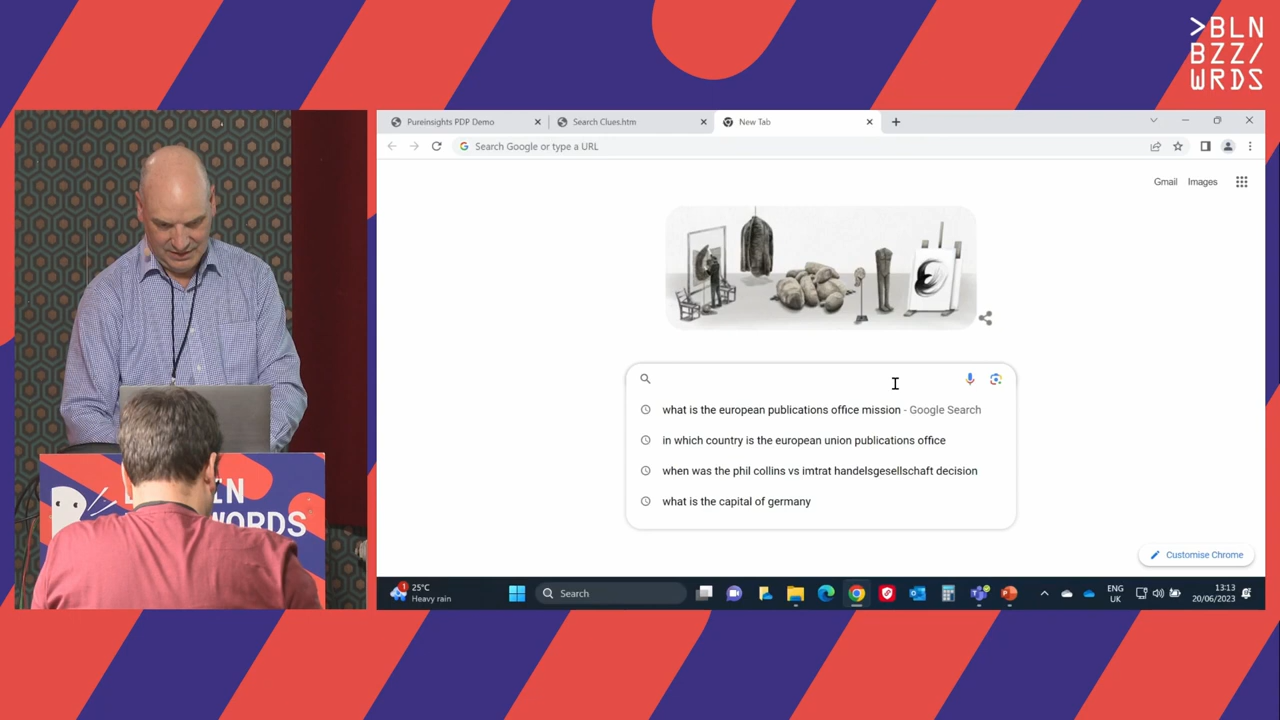 >BLN
BZZ/
WRDS
Pureinsights PDP Demo
Search Clues.htm
New Tab
Search Google or type a URL
Gmail
Images
what is the european publications office mission - Google Search
in which country is the european union publications office
when was the phil collins vs imtrat handelsgesellschaft decision
what is the capital of germany
Customise Chrome
1
25°C
Heavy rain
Search
ENG
UK
13:13
20/06/2023
WORDS